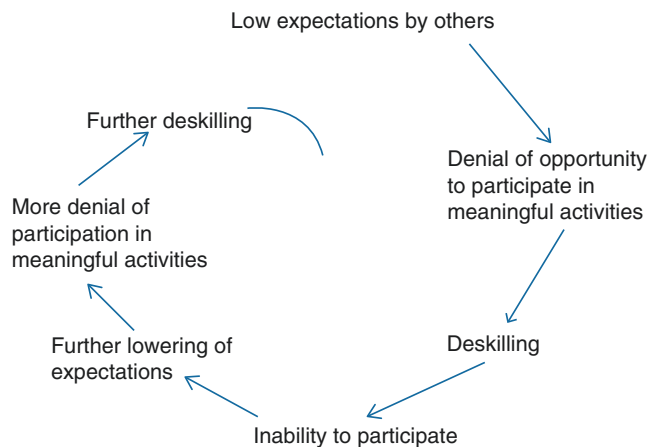 Low expectations by others
Denial of opportunity
to participate in
meaningful activities
Deskilling
Inability to participate
Further lowering of
expectations
More denial of
participation in
meaningful activities
Further deskilling